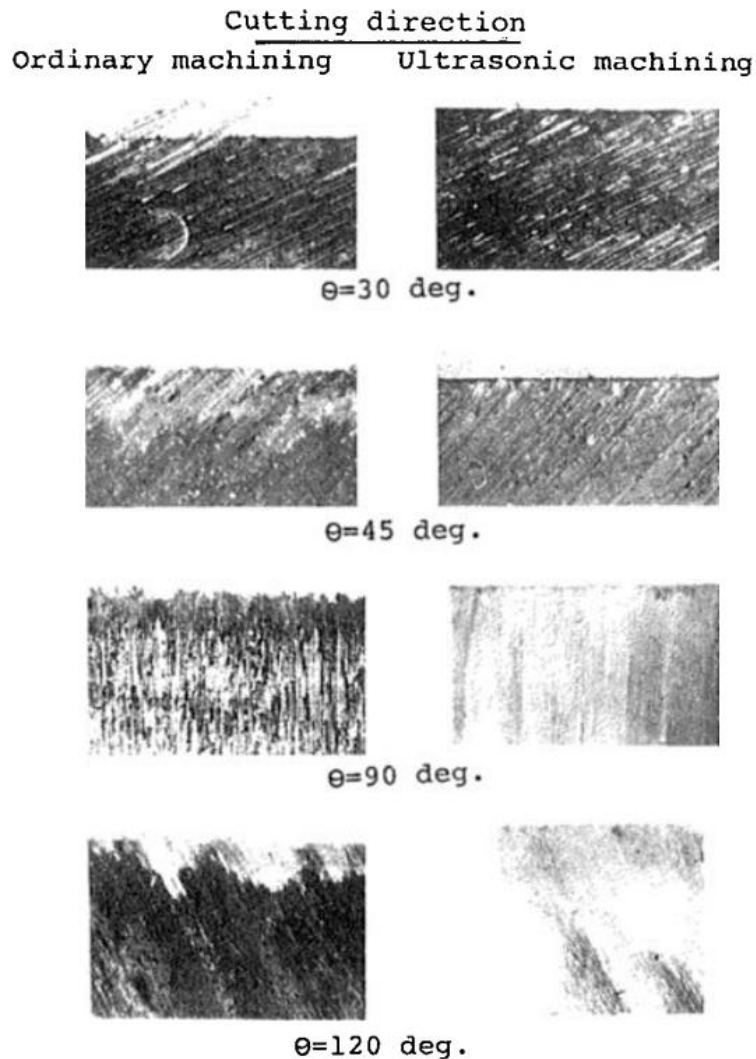 Cutting direction
Ordinary machining Ultrasonic machining
Θ=30 deg.
Θ=45 deg.
Θ=90 deg.
Θ=120 deg.